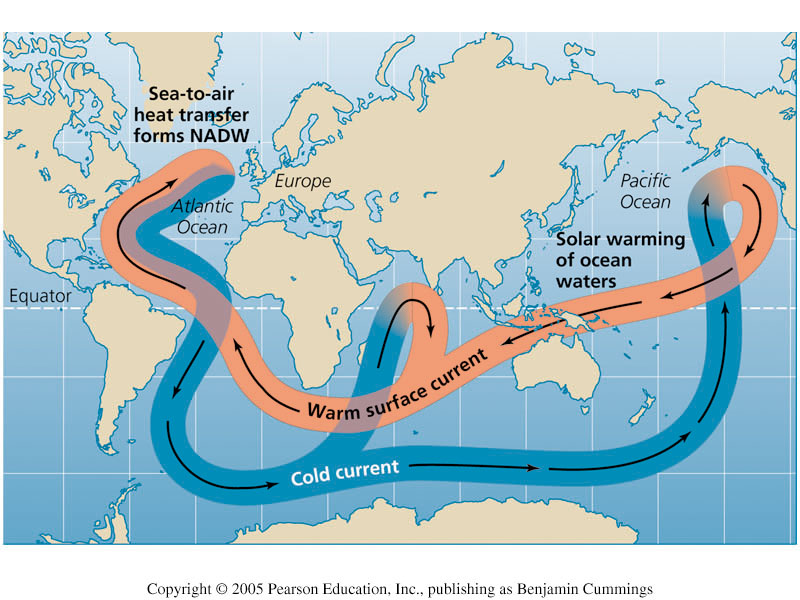 Sea-to-air
heat transfer
forms NADW
Europe
Pacific
Ocean
Atlantic
Ocean
Solar warming
of ocean
waters
Equator
Warm surface current
Cold current
Copyright © 2005 Pearson Education, Inc., publishing as Benjamin Cummings